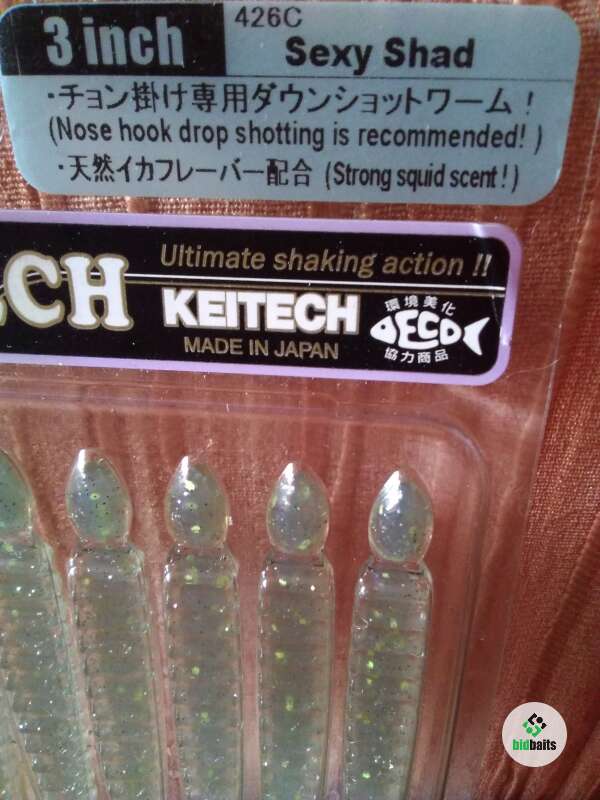 3 inch
426C
Sexy Shad
・チョン掛け専用ダウンショットワーム！
(Nose hook drop shotting is recommended! )
・天然イカフレーバー配合 (Strong squid scent! )
Ultimate shaking action !!
CH KEITECH
MADE IN JAPAN
環境美化
ECO
協力商品
bidbaits